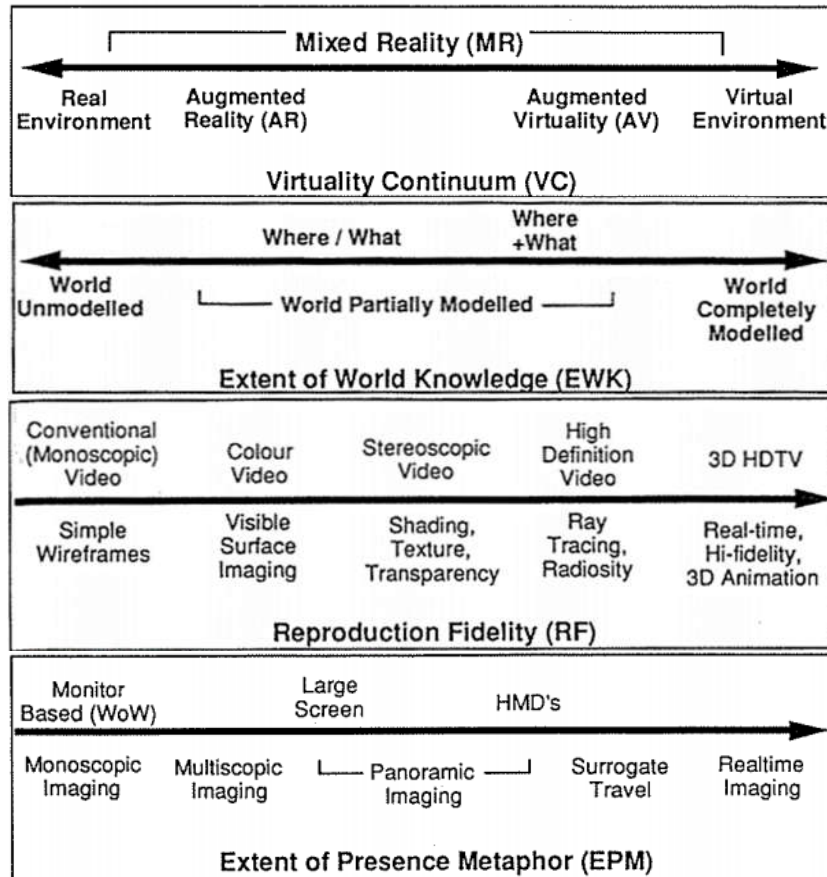 Mixed Reality (MR)
Real
Environment
Augmented
Reality (AR)
Augmented
Virtuality (AV)
Virtual
Environment
Virtuality Continuum (VC)
Where / What
Where
+What
World
Unmodelled
World Partially Modelled
World
Completely
Modelled
Extent of World Knowledge (EWK)
Conventional
(Monoscopic)
Video
Colour
Video
Stereoscopic
Video
High
Definition
Video
3D HDTV
Simple
Wireframes
Visible
Surface
Imaging
Shading,
Texture,
Transparency
Ray
Tracing,
Radiosity
Real-time,
Hi-fidelity,
3D Animation
Reproduction Fidelity (RF)
Monitor
Based (WoW)
Large
Screen
HMD's
Monoscopic
Imaging
Multiscopic
Imaging
Panoramic
Imaging
Surrogate
Travel
Realtime
Imaging
Extent of Presence Metaphor (EPM)